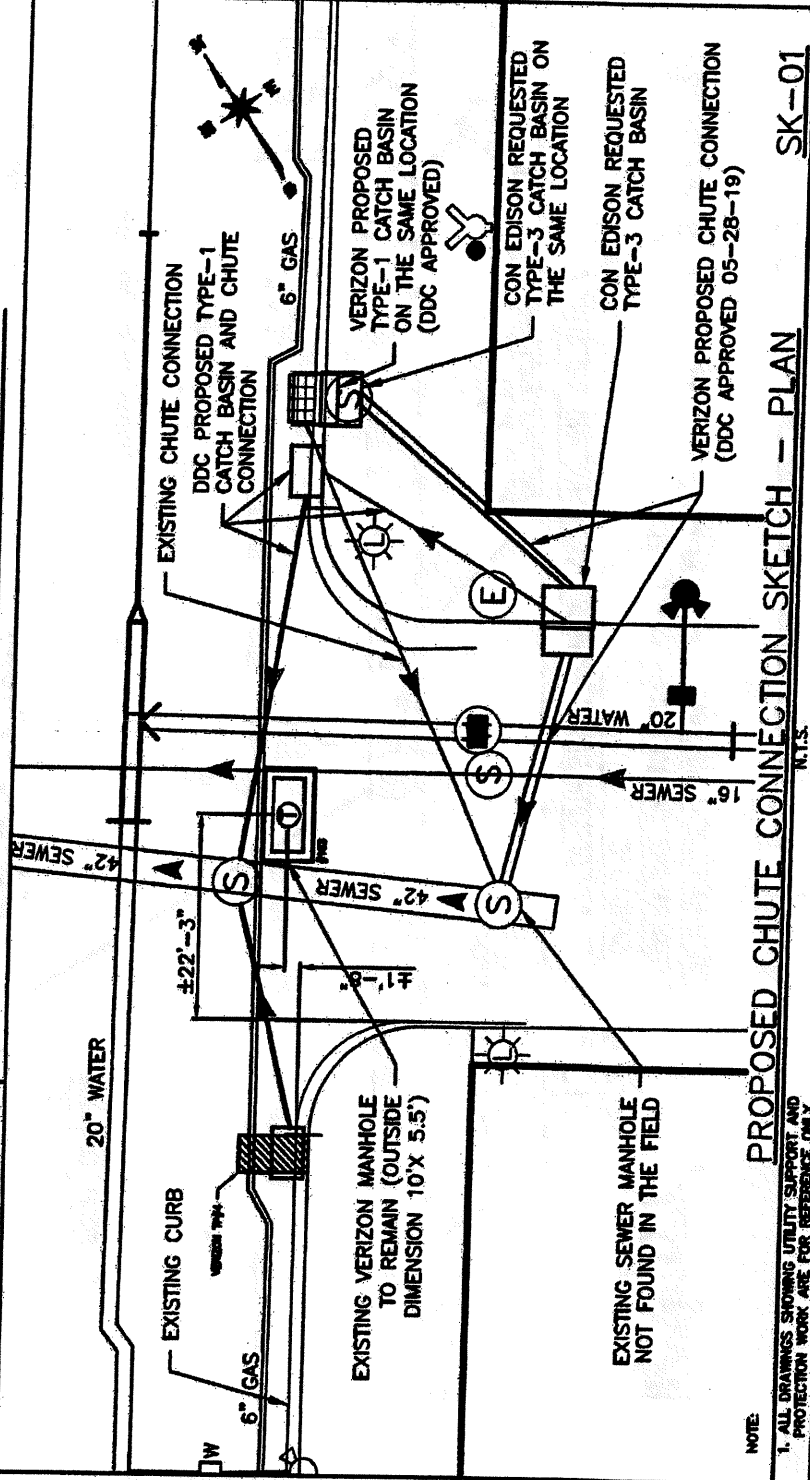 20" WATER
EXISTING CURB
6" GAS
W
EXISTING CHUTE CONNECTION
DDC PROPOSED TYPE-1
CATCH BASIN AND CHUTE
CONNECTION
6" GAS
VERIZON PROPOSED
TYPE-1 CATCH BASIN
ON THE SAME LOCATION
(DDC APPROVED)
CON EDISON REQUESTED
TYPE-3 CATCH BASIN ON
THE SAME LOCATION
CON EDISON REQUESTED
TYPE-3 CATCH BASIN
VERIZON PROPOSED CHUTE CONNECTION
(DDC APPROVED 05-28-19)
42" SEWER
±22'-3"
S
T
42" SEWER
±1'-8"
S
S
E
S
L
L
20" WATER
16" SEWER
EXISTING VERIZON MANHOLE
TO REMAIN (OUTSIDE
DIMENSION 10'X 5.5')
EXISTING SEWER MANHOLE
NOT FOUND IN THE FIELD
PROPOSED CHUTE CONNECTION SKETCH - PLAN
N.T.S.
SK-01
NOTE:
1. ALL DRAWINGS SHOWING UTILITY SUPPORT AND
PROTECTION WORK ARE FOR REFERENCE ONLY